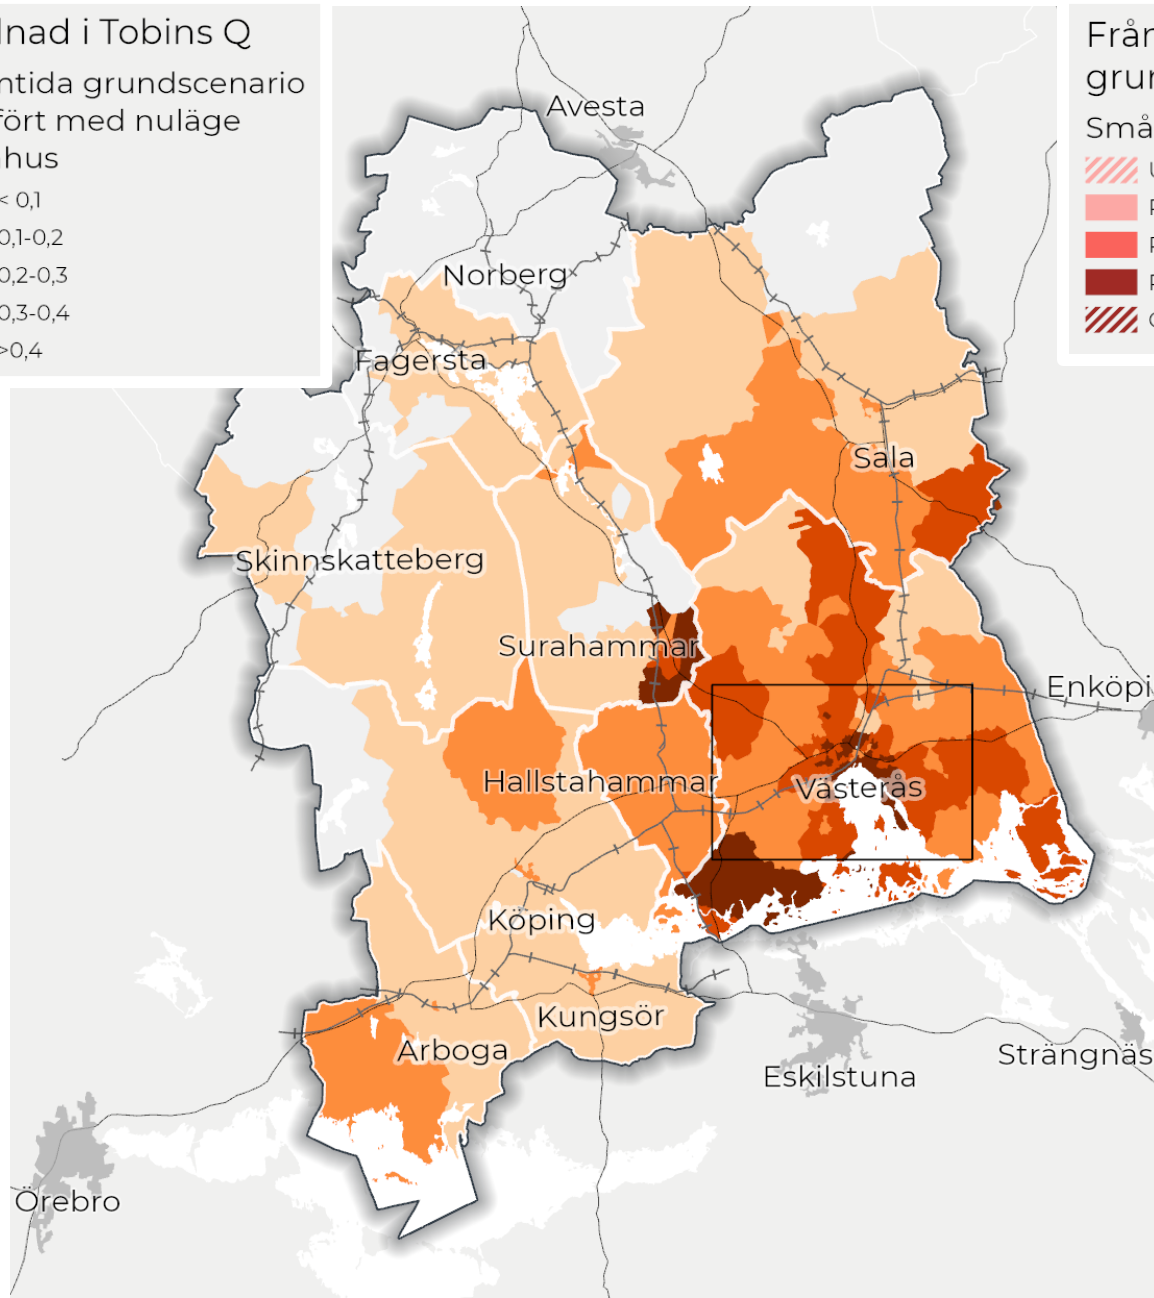 lnad i Tobins Q
ntida grundscenario
fört med nuläge
ahus
< 0,1
0,1-0,2
0,2-0,3
0,3-0,4
>0,4
Från
grun
Små
Avesta
Norberg
Fagersta
Sala
Skinnskatteberg
Surahammar
Enköpi
Hallstahammar
Västerås
Köping
Kungsör
Arboga
Strängnäs
Eskilstuna
Örebro